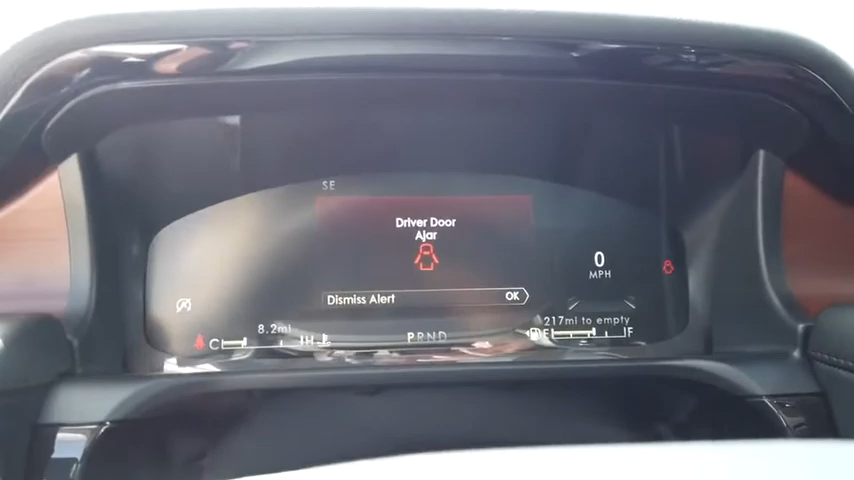 SE
Driver Door
Ajar
0
MPH
Dismiss Alert
OK
8.2mi
217mi to empty
C
H
PRND
E
F